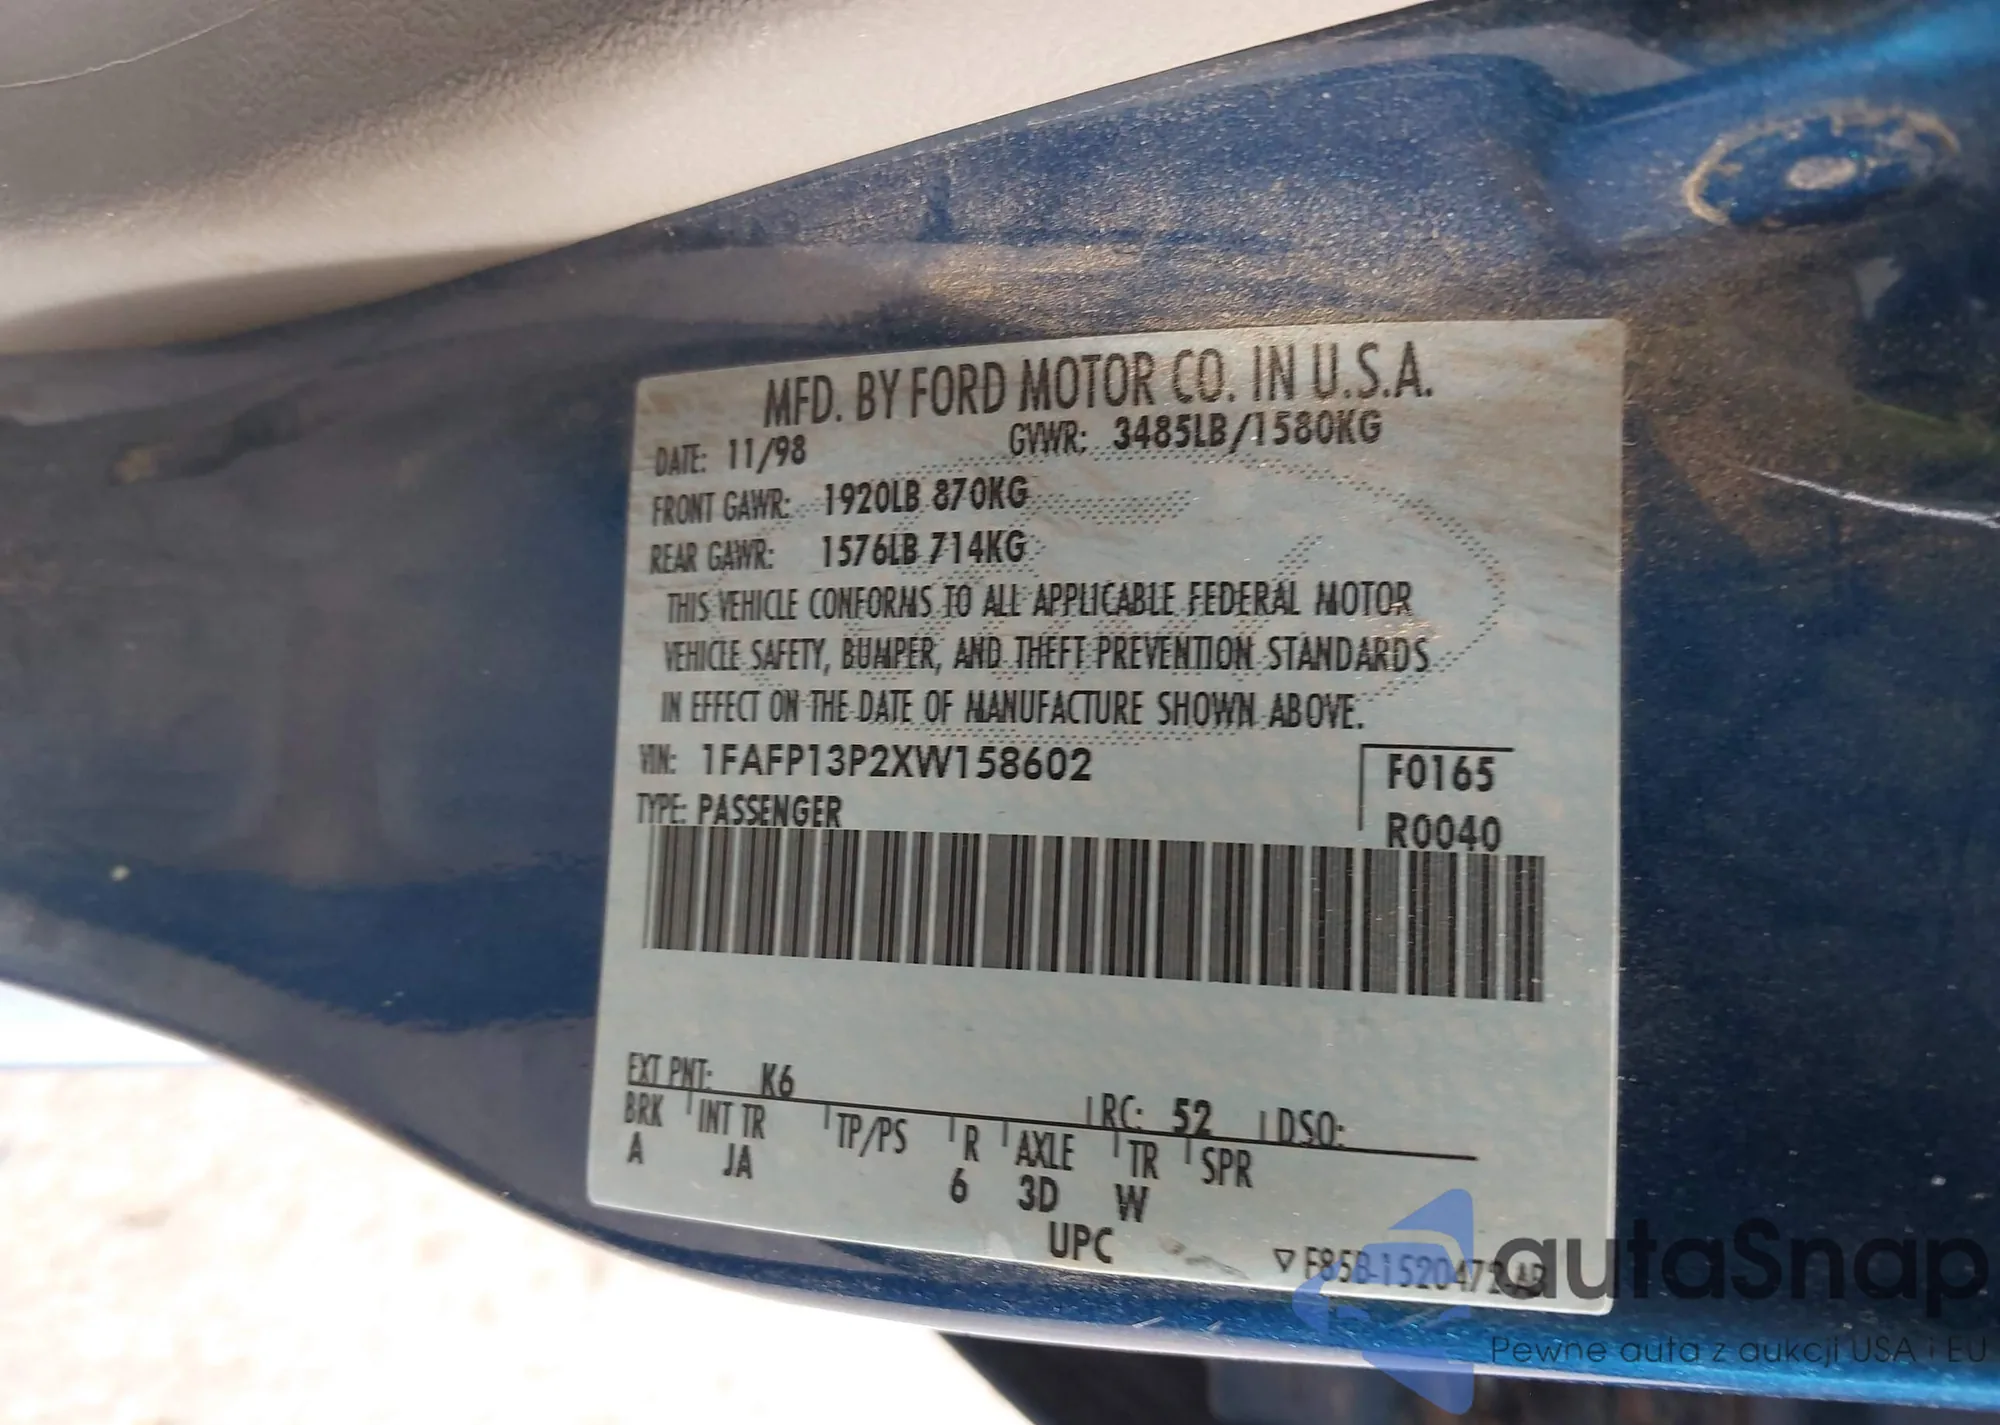 MFD. BY FORD MOTOR CO. IN U.S.A.
DATE: 11/98 GVWR: 3485LB/1580KG
FRONT GAWR: 1920LB 870KG
REAR GAWR: 1576LB 714KG
THIS VEHICLE CONFORMS TO ALL APPLICABLE FEDERAL MOTOR
VEHICLE SAFETY, BUMPER, AND THEFT PREVENTION STANDARDS
IN EFFECT ON THE DATE OF MANUFACTURE SHOWN ABOVE.
VIN: 1FAFP13P2XW158602 F0165
TYPE: PASSENGER R0040
EXT PNT: K6 RC: 52 DSO:
BRK INT TR TP/PS R AXLE TR SPR
A JA 6 3D W
UPC
▽ F85B-1520472-AB
autaSnap
Pewne auta z aukcji USA i EU